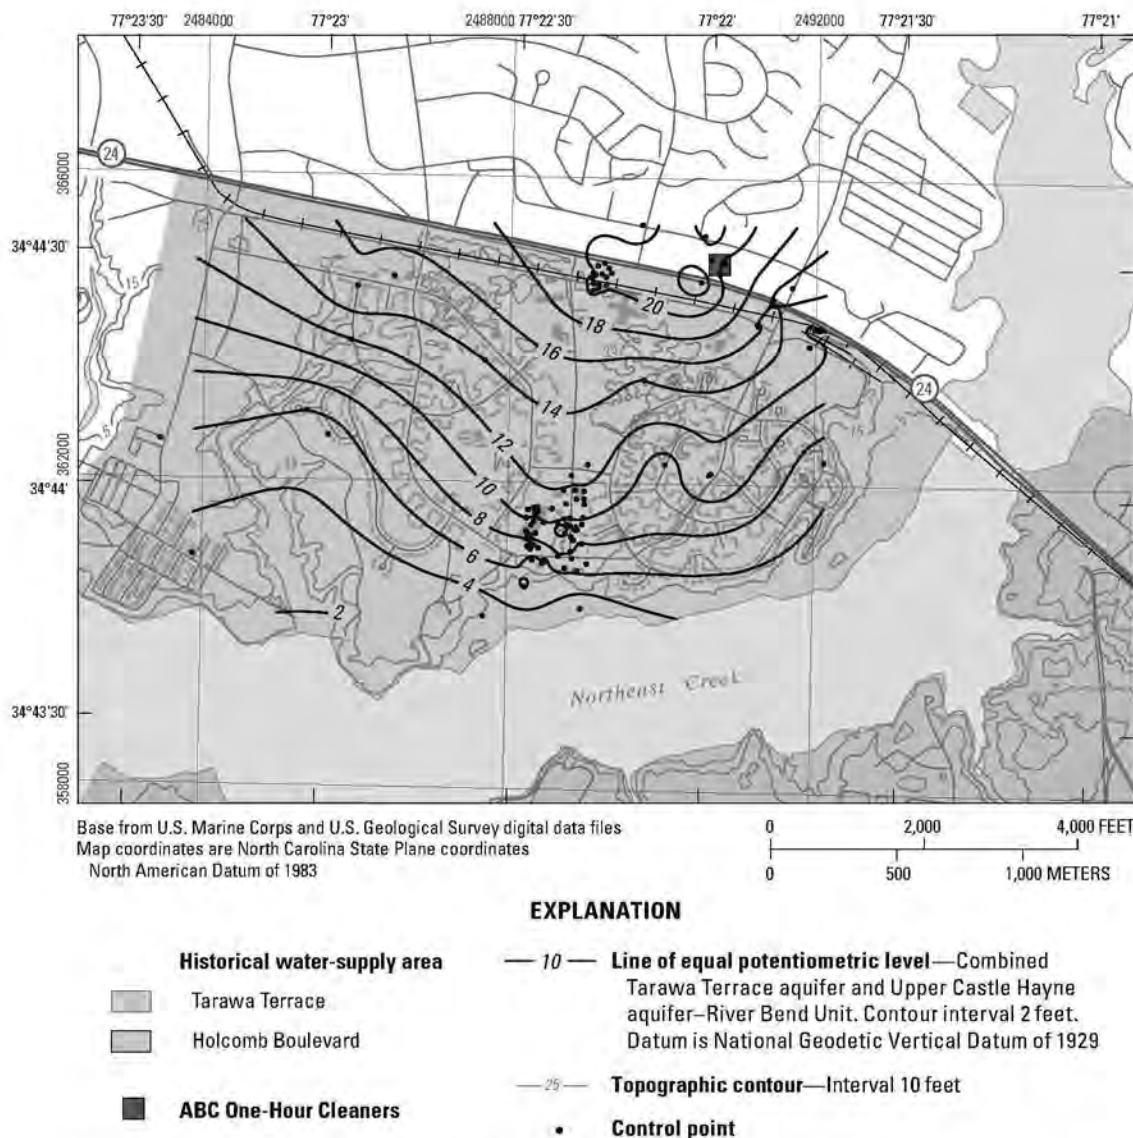 77°23'30" 2484000 77°23' 2488000 77°22'30" 77°22' 2492000 77°21'30" 77°21'
24
366000
34°44'30"
15
20
18
16
14
24
12
15
5
362000
34°44'
10
8
6
4
2
Northeast Creek
34°43'30"
358000
Base from U.S. Marine Corps and U.S. Geological Survey digital data files
Map coordinates are North Carolina State Plane coordinates
North American Datum of 1983
0 2,000 4,000 FEET
0 500 1,000 METERS
EXPLANATION
Historical water-supply area
Tarawa Terrace
Holcomb Boulevard
ABC One-Hour Cleaners
10 Line of equal potentiometric level—Combined
Tarawa Terrace aquifer and Upper Castle Hayne
aquifer–River Bend Unit. Contour interval 2 feet.
Datum is National Geodetic Vertical Datum of 1929
25 Topographic contour—Interval 10 feet
Control point